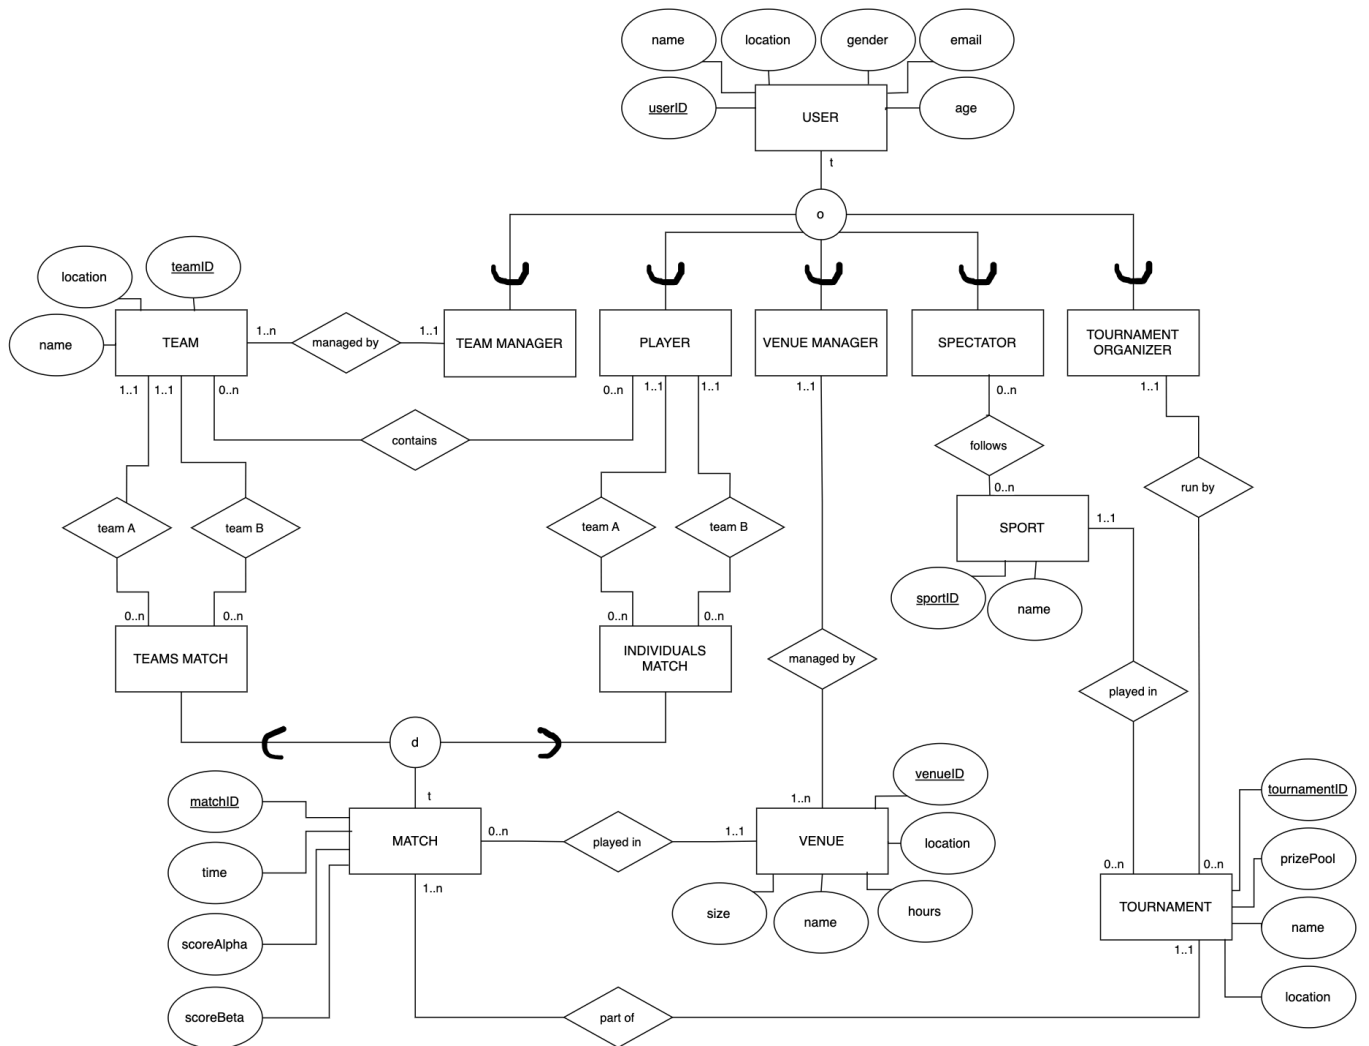 name
location
gender
email
userID
USER
age
t
o
location
teamID
name
TEAM
1..n
managed by
1..1
TEAM MANAGER
PLAYER
VENUE MANAGER
SPECTATOR
TOURNAMENT
ORGANIZER
1..1
1..1
0..n
0..n
1..1
1..1
1..1
0..n
1..1
contains
follows
run by
0..n
team A
team B
team A
team B
SPORT
1..1
sportID
name
0..n
0..n
0..n
0..n
TEAMS MATCH
INDIVIDUALS
MATCH
managed by
played in
d
t
matchID
1..n
venueID
tournamentID
MATCH
0..n
played in
1..1
VENUE
location
time
1..n
0..n
0..n
prizePool
size
name
hours
TOURNAMENT
name
scoreAlpha
1..1
location
scoreBeta
part of